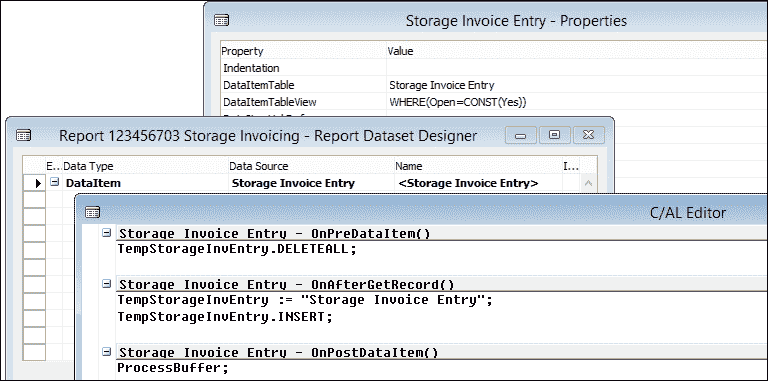 Storage Invoice Entry - Properties
Property Value
Indentation
DataItemTable Storage Invoice Entry
DataItemTableView WHERE(Open=CONST(Yes))
Report 123456703 Storage Invoicing - Report Dataset Designer
E... Data Type Data Source Name I...
DataItem Storage Invoice Entry <Storage Invoice Entry>
C/AL Editor
Storage Invoice Entry - OnPreDataItem()
TempStorageInvEntry.DELETEALL;
Storage Invoice Entry - OnAfterGetRecord()
TempStorageInvEntry := "Storage Invoice Entry";
TempStorageInvEntry.INSERT;
Storage Invoice Entry - OnPostDataItem()
ProcessBuffer;